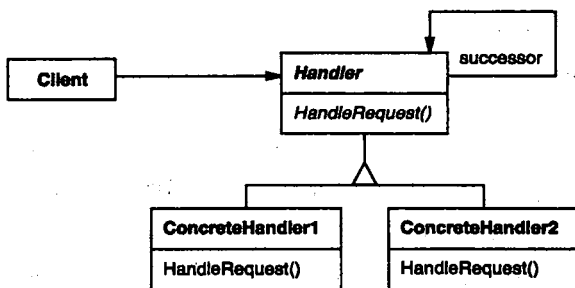 successor
Client
Handler
HandleRequest()
ConcreteHandler1
ConcreteHandler2
HandleRequest()
HandleRequest()